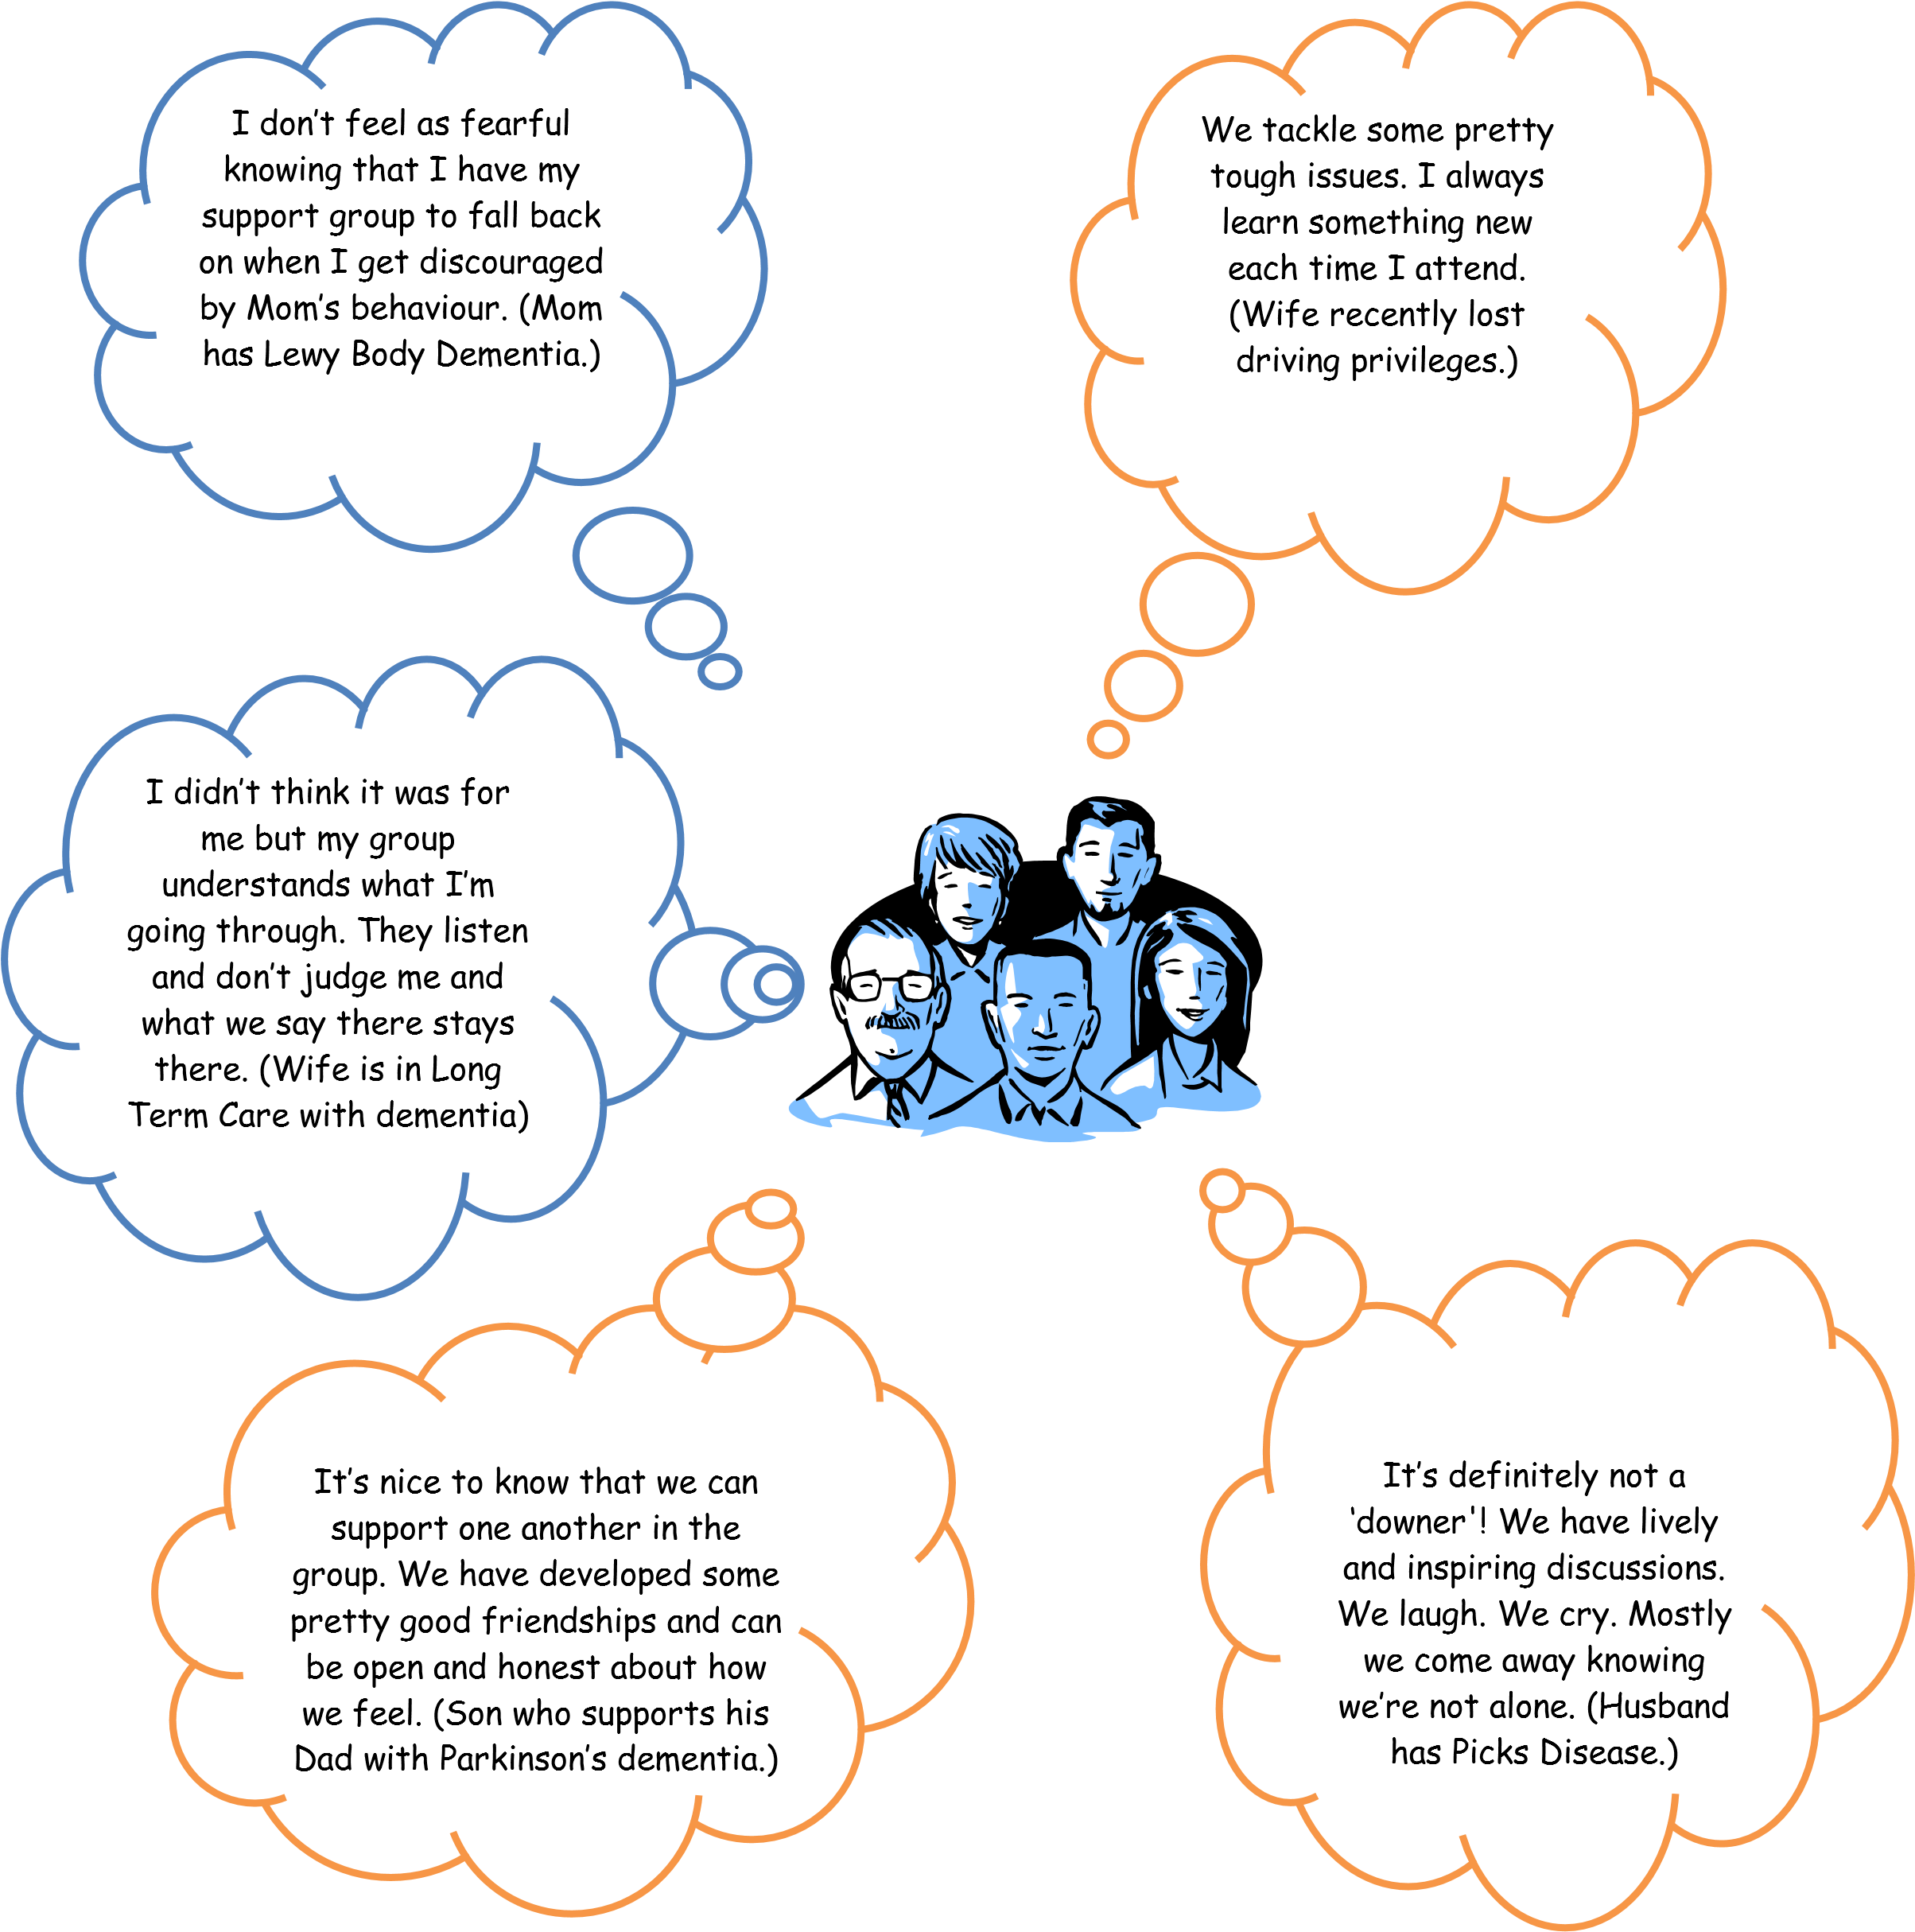 I don't feel as fearful
knowing that I have my
support group to fall back
on when I get discouraged
by Mom's behaviour. (Mom
has Lewy Body Dementia.)
We tackle some pretty
tough issues. I always
learn something new
each time I attend.
(Wife recently lost
driving privileges.)
I didn't think it was for
me but my group
understands what I'm
going through. They listen
and don't judge me and
what we say there stays
there. (Wife is in Long
Term Care with dementia)
It's nice to know that we can
support one another in the
group. We have developed some
pretty good friendships and can
be open and honest about how
we feel. (Son who supports his
Dad with Parkinson's dementia.)
It's definitely not a
'downer'! We have lively
and inspiring discussions.
We laugh. We cry. Mostly
we come away knowing
we're not alone. (Husband
has Picks Disease.)